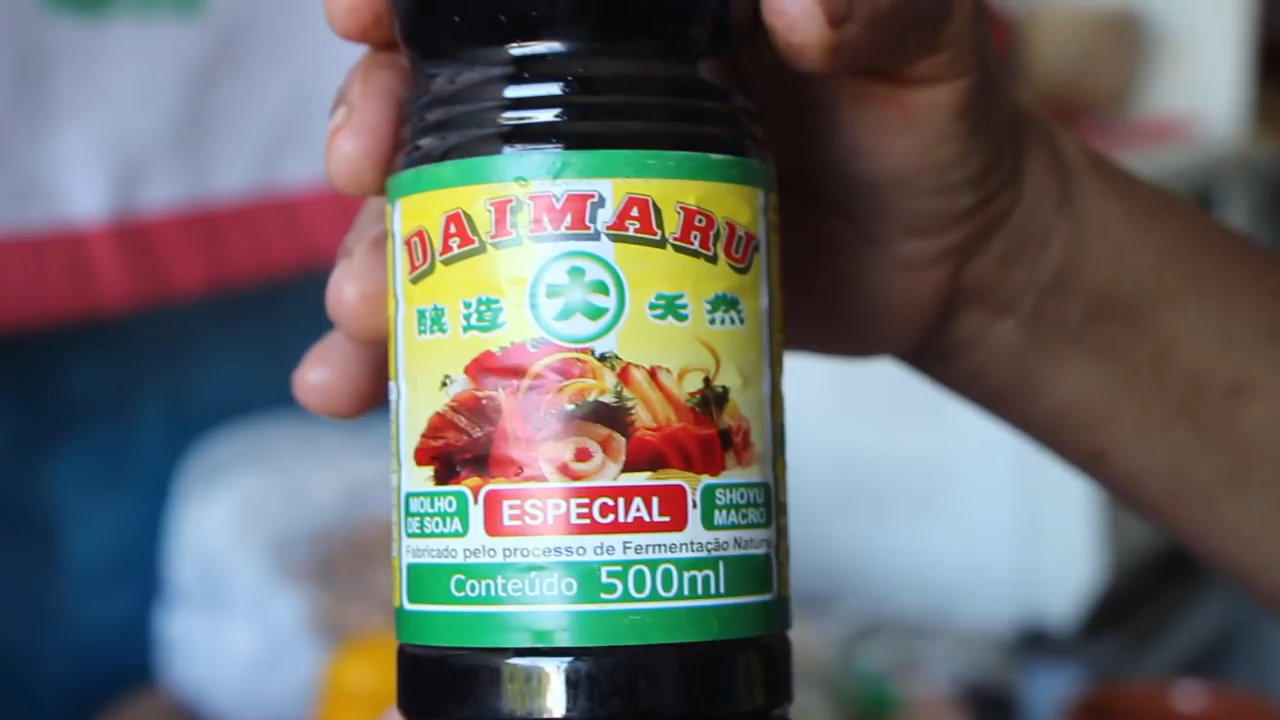 DAIMARU
醸造 大 天然
MOLHO DE SOJA
ESPECIAL
SHOYU MACRO
Fabricado pelo processo de Fermentação Natural
Conteúdo 500ml